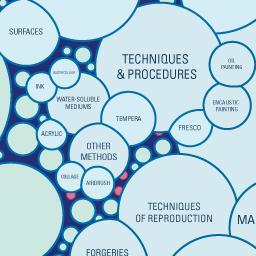 SURFACES
TECHNIQUES
& PROCEDURES
OIL
PAINTING
WATERCOLOUR
INK
WATER-SOLUBLE
MEDIUMS
ENCAUSTIC
PAINTING
TEMPERA
FRESCO
ACRYLIC
OTHER
METHODS
COLLAGE
AIRBRUSH
TECHNIQUES
OF REPRODUCTION
MA
FORGERIES